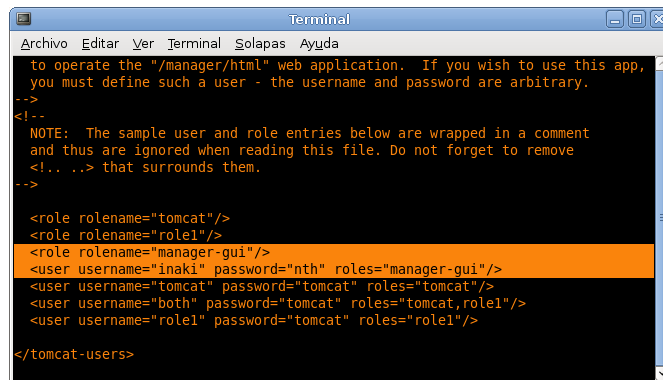 Terminal
Archivo Editar Ver Terminal Solapas Ayuda
to operate the "/manager/html" web application.  If you wish to use this app,
you must define such a user - the username and password are arbitrary.
-->
<!--
NOTE:  The sample user and role entries below are wrapped in a comment
and thus are ignored when reading this file. Do not forget to remove
<!.. ..> that surrounds them.
-->
<role rolename="tomcat"/>
<role rolename="role1"/>
<role rolename="manager-gui"/>
<user username="inaki" password="nth" roles="manager-gui"/>
<user username="tomcat" password="tomcat" roles="tomcat"/>
<user username="both" password="tomcat" roles="tomcat,role1"/>
<user username="role1" password="tomcat" roles="role1"/>
</tomcat-users>